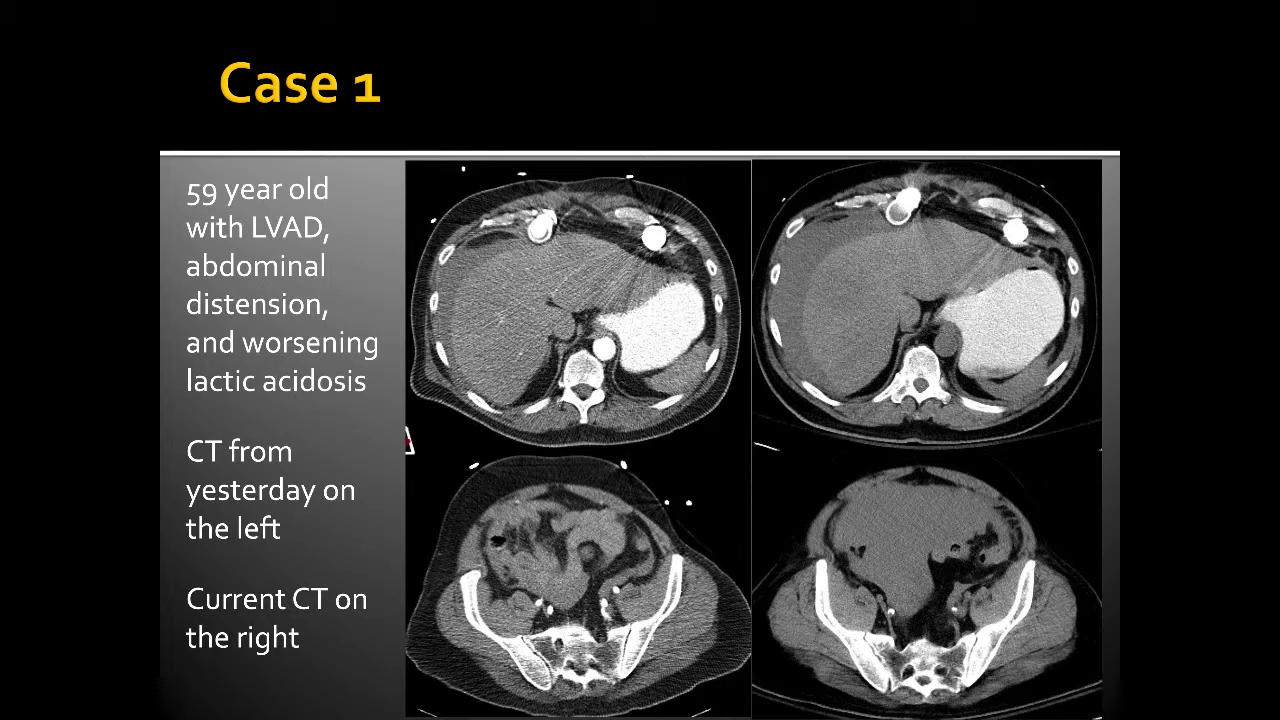 Case 1
59 year old
with LVAD,
abdominal
distension,
and worsening
lactic acidosis
CT from
yesterday on
the left
Current CT on
the right